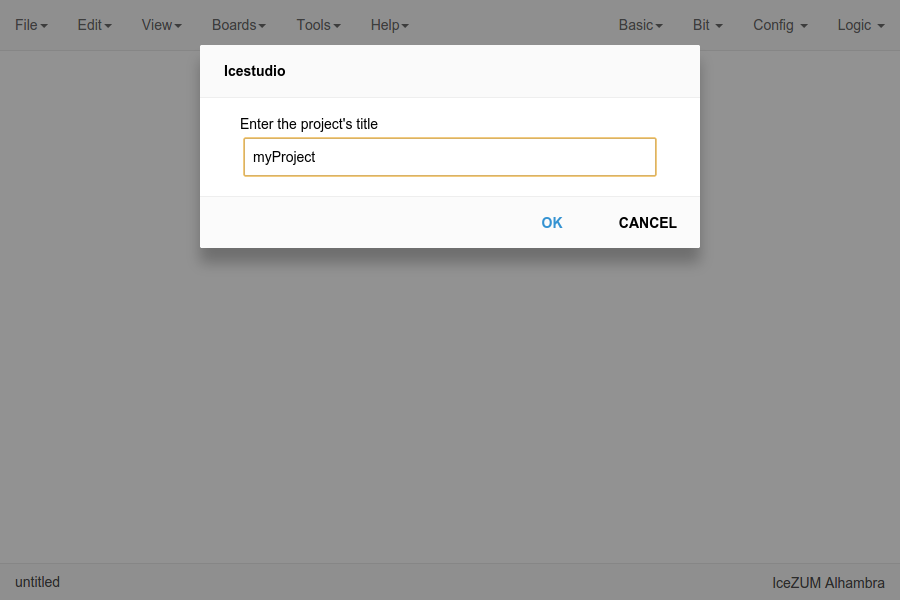 File Edit View Boards Tools Help Basic Bit Config Logic
Icestudio
Enter the project's title
myProject
OK CANCEL
untitled IceZUM Alhambra